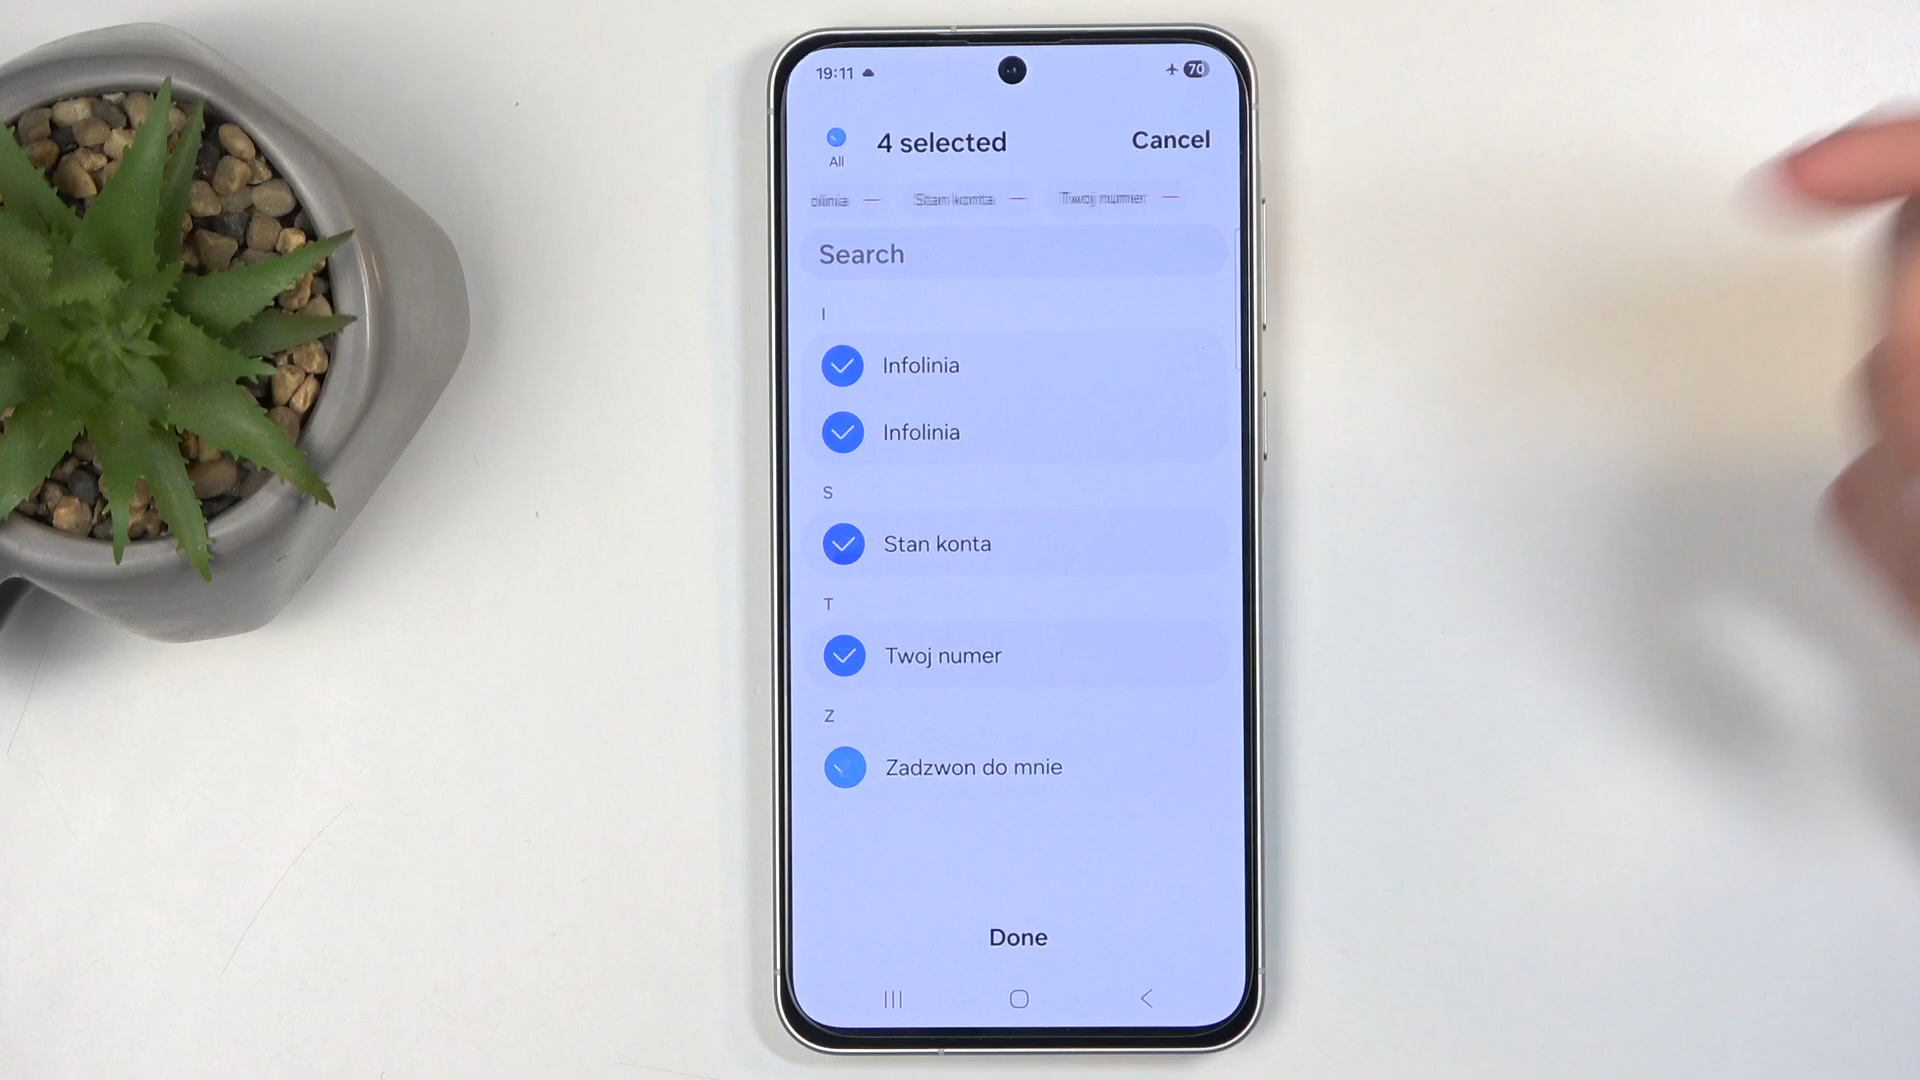 19:11 70
All 4 selected Cancel
olinia Stan konta Twoj numer
Search
I
Infolinia
Infolinia
S
Stan konta
T
Twoj numer
Z
Zadzwon do mnie
Done